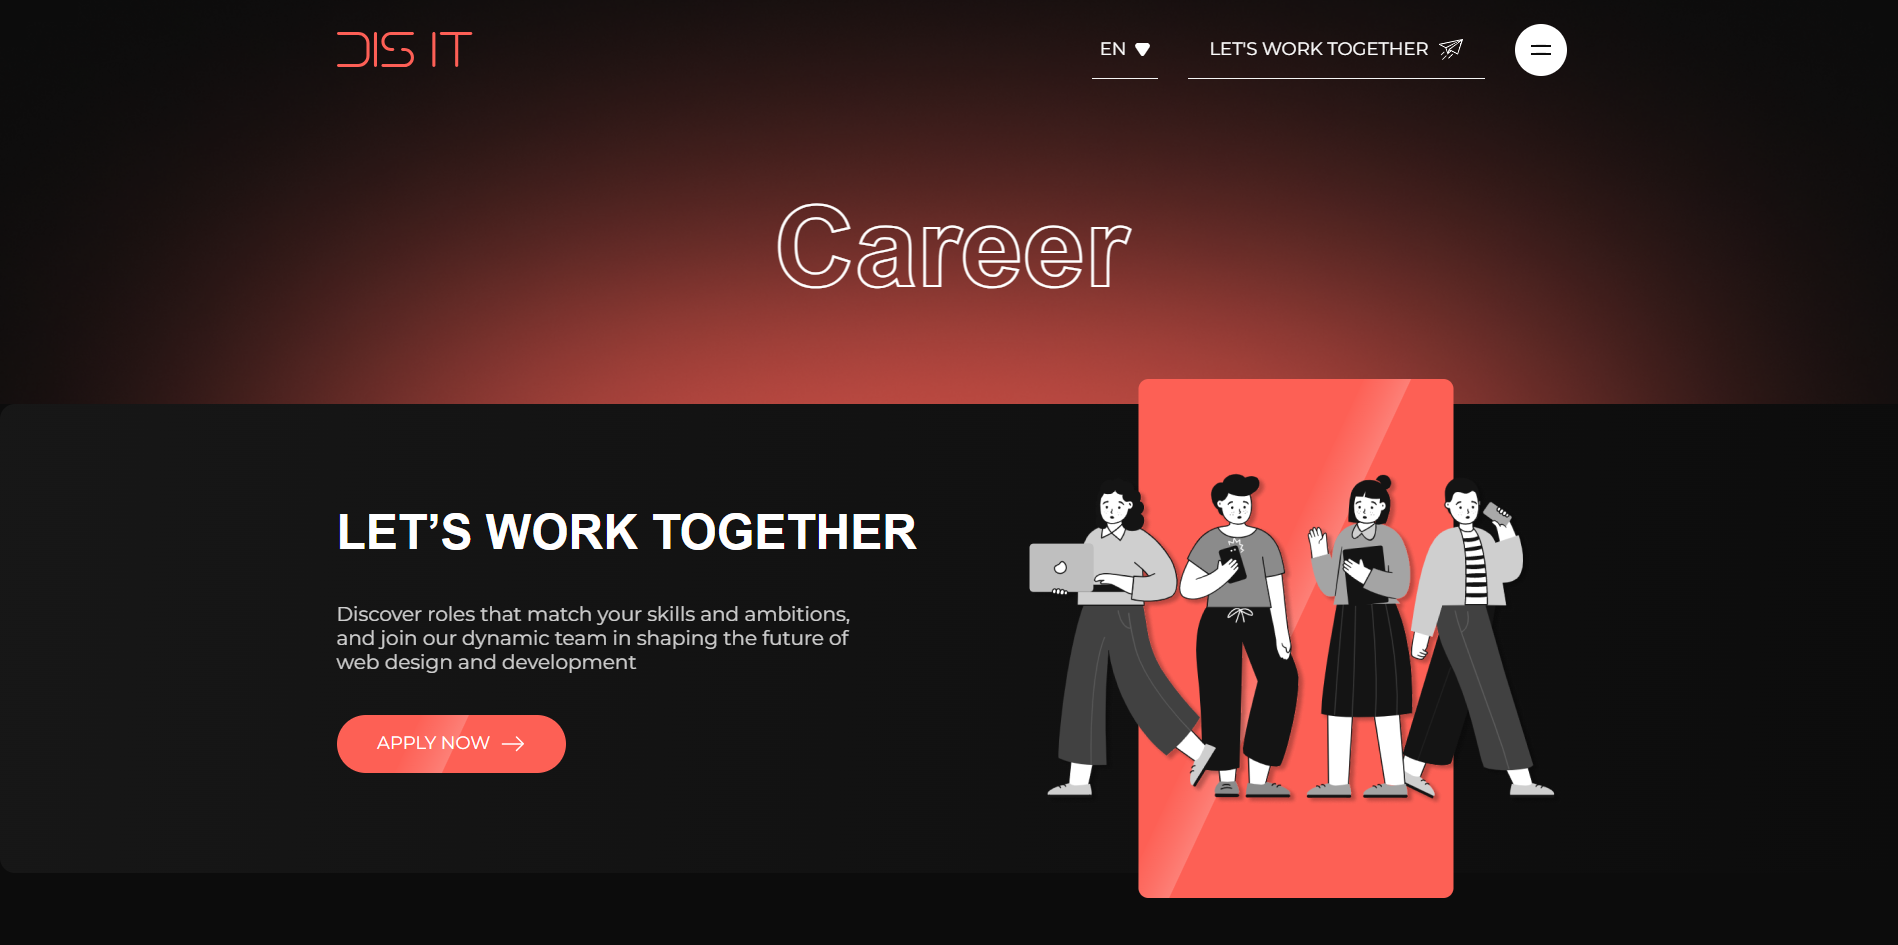 DIS IT
EN
LET'S WORK TOGETHER
Career
LET’S WORK TOGETHER
Discover roles that match your skills and ambitions,
and join our dynamic team in shaping the future of
web design and development
APPLY NOW